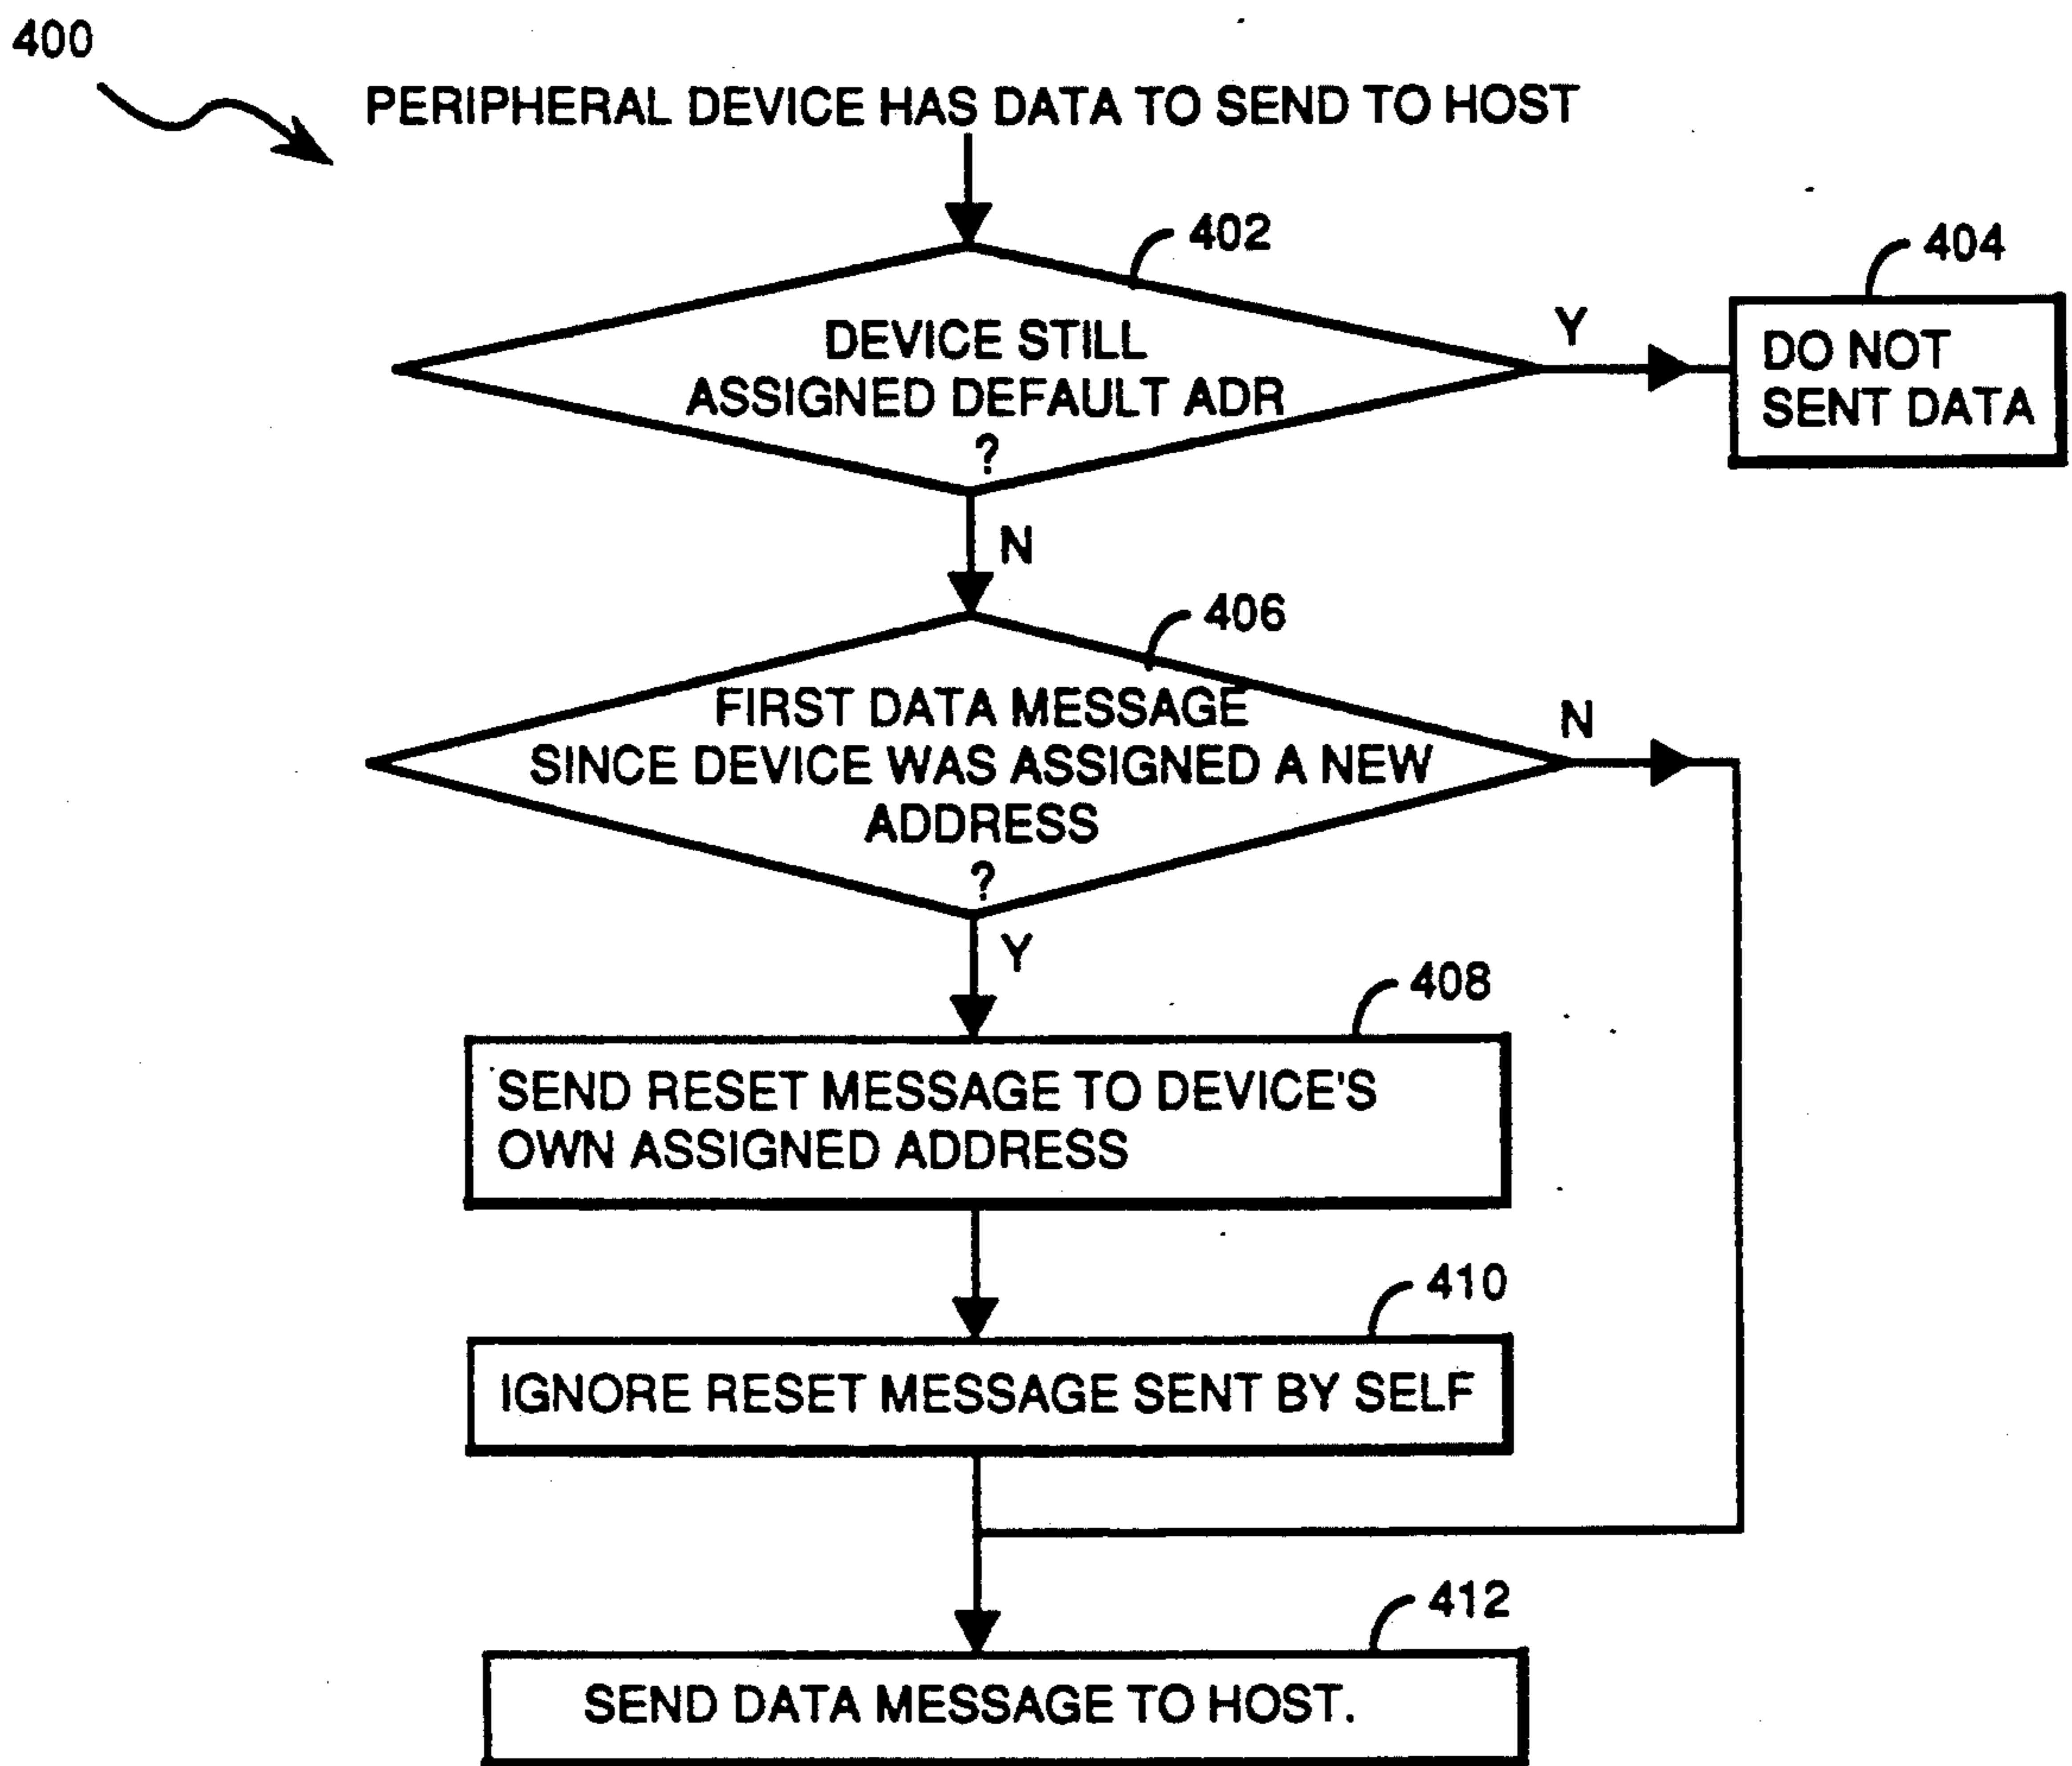 400
PERIPHERAL DEVICE HAS DATA TO SEND TO HOST
402
404
DEVICE STILL
ASSIGNED DEFAULT ADR
?
Y
DO NOT
SENT DATA
N
406
FIRST DATA MESSAGE
SINCE DEVICE WAS ASSIGNED A NEW
ADDRESS
?
N
Y
408
SEND RESET MESSAGE TO DEVICE'S
OWN ASSIGNED ADDRESS
410
IGNORE RESET MESSAGE SENT BY SELF
412
SEND DATA MESSAGE TO HOST.